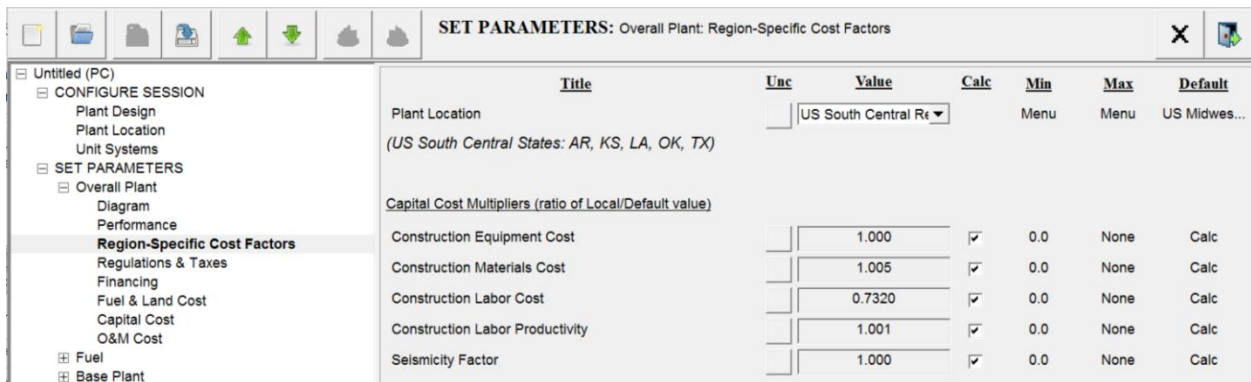 SET PARAMETERS: Overall Plant: Region-Specific Cost Factors
Untitled (PC)
CONFIGURE SESSION
Plant Design
Plant Location
Unit Systems
SET PARAMETERS
Overall Plant
Diagram
Performance
Region-Specific Cost Factors
Regulations & Taxes
Financing
Fuel & Land Cost
Capital Cost
O&M Cost
Fuel
Base Plant
Title Unc Value Calc Min Max Default
Plant Location US South Central Re Menu Menu US Midwes...
(US South Central States: AR, KS, LA, OK, TX)
Capital Cost Multipliers (ratio of Local/Default value)
Construction Equipment Cost 1.000 0.0 None Calc
Construction Materials Cost 1.005 0.0 None Calc
Construction Labor Cost 0.7320 0.0 None Calc
Construction Labor Productivity 1.001 0.0 None Calc
Seismicity Factor 1.000 0.0 None Calc